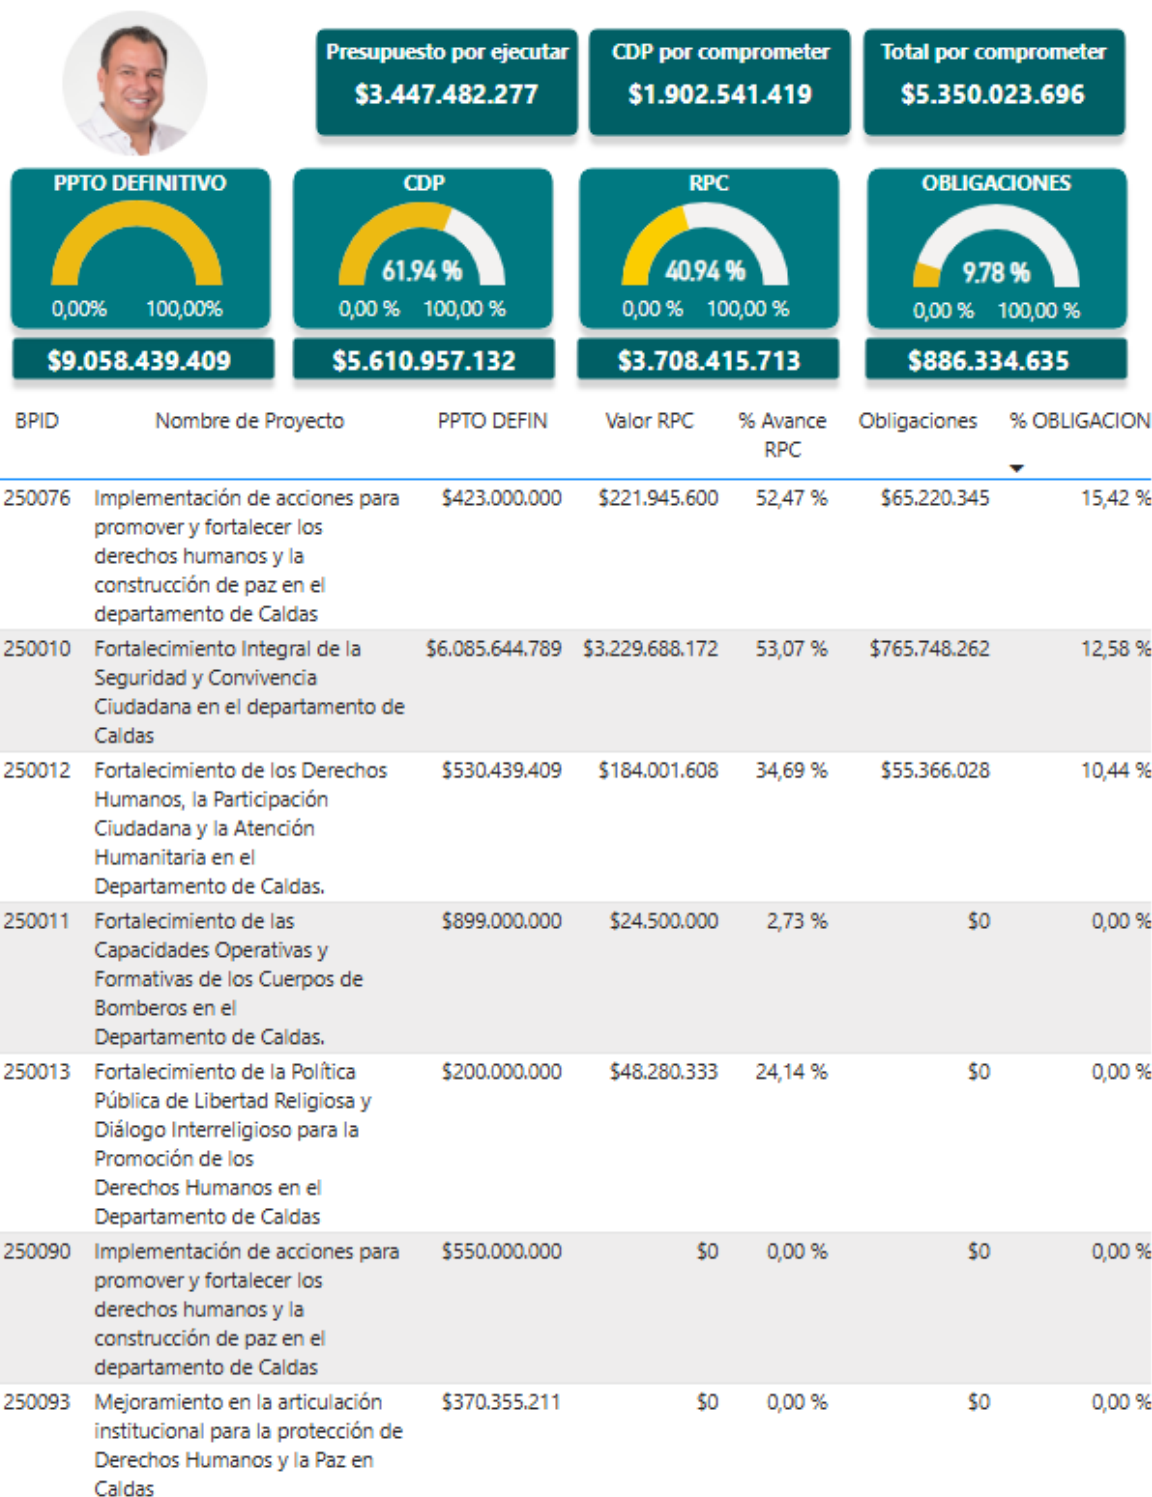 Presupuesto por ejecutar
$3.447.482.277
CDP por comprometer
$1.902.541.419
Total por comprometer
$5.350.023.696
PPTO DEFINITIVO
0,00% 100,00%
$9.058.439.409
CDP
61.94 %
0,00 % 100,00 %
$5.610.957.132
RPC
40.94 %
0,00 % 100,00 %
$3.708.415.713
OBLIGACIONES
9.78 %
0,00 % 100,00 %
$886.334.635
BPID Nombre de Proyecto PPTO DEFIN Valor RPC % Avance Obligaciones % OBLIGACION
RPC
250076 Implementación de acciones para $423.000.000 $221.945.600 52,47 % $65.220.345 15,42 %
promover y fortalecer los
derechos humanos y la
construcción de paz en el
departamento de Caldas
250010 Fortalecimiento Integral de la $6.085.644.789 $3.229.688.172 53,07 % $765.748.262 12,58 %
Seguridad y Convivencia
Ciudadana en el departamento de
Caldas
250012 Fortalecimiento de los Derechos $530.439.409 $184.001.608 34,69 % $55.366.028 10,44 %
Humanos, la Participación
Ciudadana y la Atención
Humanitaria en el
Departamento de Caldas.
250011 Fortalecimiento de las $899.000.000 $24.500.000 2,73 % $0 0,00 %
Capacidades Operativas y
Formativas de los Cuerpos de
Bomberos en el
Departamento de Caldas.
250013 Fortalecimiento de la Política $200.000.000 $48.280.333 24,14 % $0 0,00 %
Pública de Libertad Religiosa y
Diálogo Interreligioso para la
Promoción de los
Derechos Humanos en el
Departamento de Caldas
250090 Implementación de acciones para $550.000.000 $0 0,00 % $0 0,00 %
promover y fortalecer los
derechos humanos y la
construcción de paz en el
departamento de Caldas
250093 Mejoramiento en la articulación $370.355.211 $0 0,00 % $0 0,00 %
institucional para la protección de
Derechos Humanos y la Paz en
Caldas